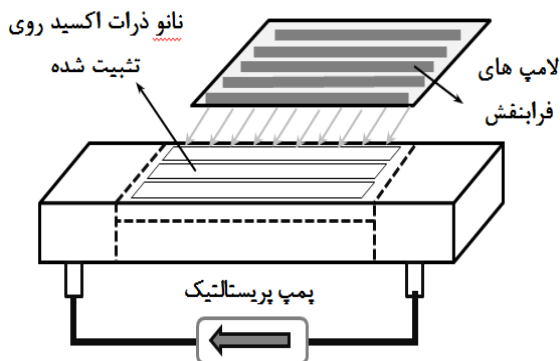 نانو ذرات اکسید روی
تثبیت شده
لامپ های
فرابنفش
پمپ پریستالتیک